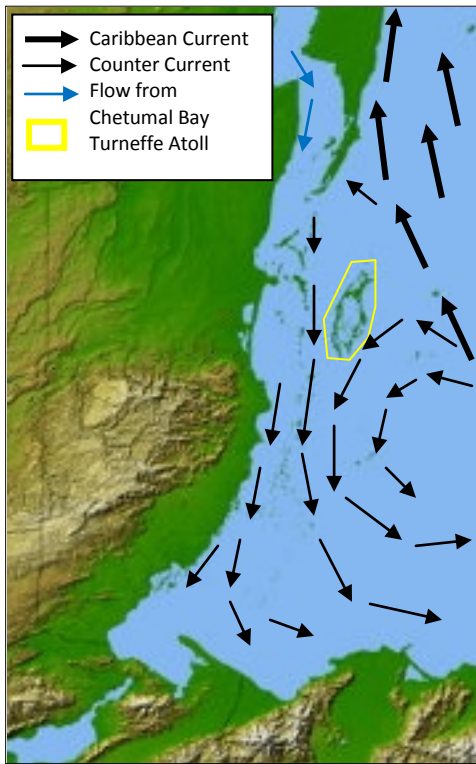 Caribbean Current
Counter Current
Flow from
Chetumal Bay
Turneffe Atoll